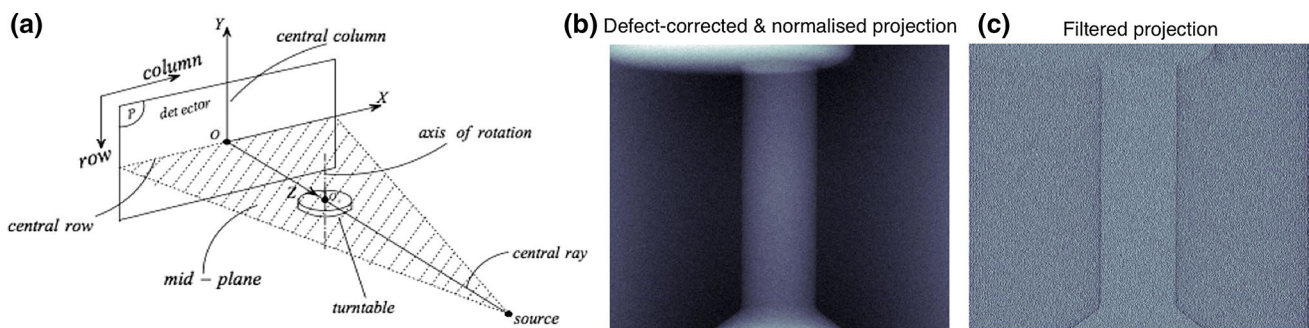 (a)
Y
central column
column
P
detector
X
O
axis of rotation
row
Z
central row
central ray
mid – plane
turntable
source
(b) Defect-corrected & normalised projection
(c) Filtered projection